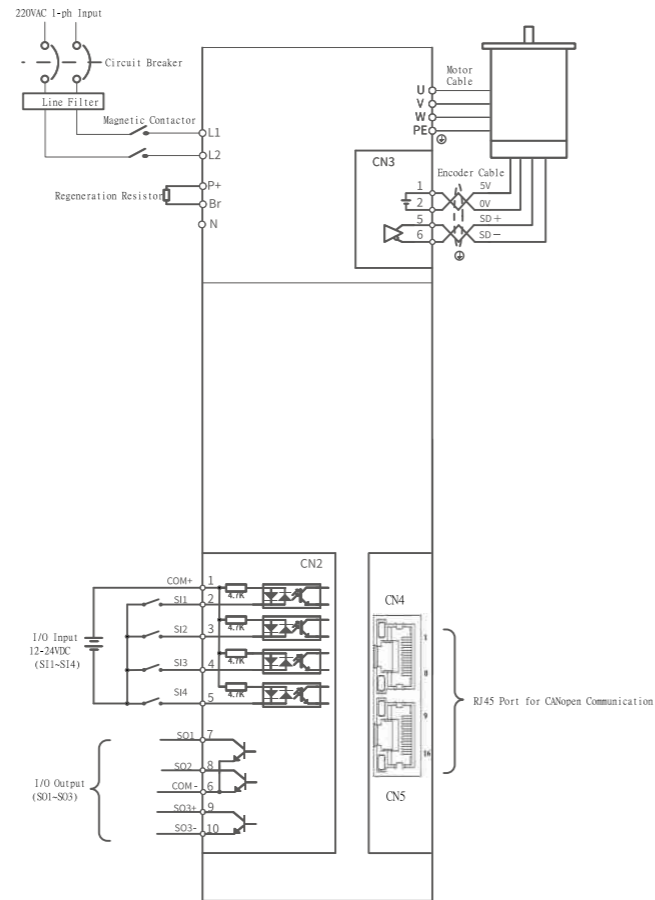 220VAC 1-ph Input
Circuit Breaker
Line Filter
Magnetic Contactor
L1
L2
Regeneration Resistor
P+
Br
N
Motor
Cable
U
V
W
PE
CN3
Encoder Cable
1
5V
2
0V
5
SD+
6
SD-
CN2
COM+
1
4.7K
SI1
2
4.7K
SI2
3
4.7K
SI3
4
4.7K
SI4
5
I/O Input
12-24VDC
(SI1~SI4)
SO1
7
SO2
8
COM-
6
SO3+
9
SO3-
10
I/O Output
(SO1~SO3)
CN4
1
8
9
16
CN5
RJ45 Port for CANopen Communication